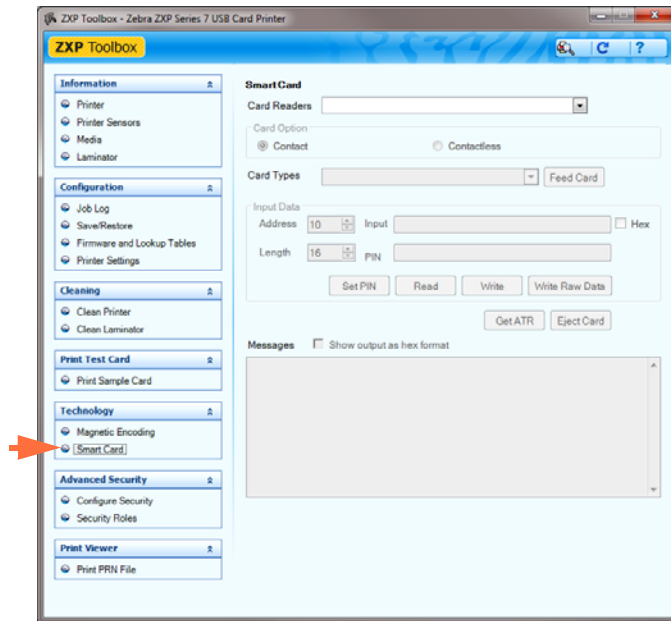 ZXP Toolbox - Zebra ZXP Series 7 USB Card Printer
ZXP Toolbox
?
Information
Printer
Printer Sensors
Media
Laminator
Configuration
Job Log
Save/Restore
Firmware and Lookup Tables
Printer Settings
Cleaning
Clean Printer
Clean Laminator
Print Test Card
Print Sample Card
Technology
Magnetic Encoding
Smart Card
Advanced Security
Configure Security
Security Roles
Print Viewer
Print PRN File
Smart Card
Card Readers
Card Option
Contact Contactless
Card Types Feed Card
Input Data
Address 10 Input Hex
Length 16 PIN
Set PIN Read Write Write Raw Data
Get ATR Eject Card
Messages Show output as hex format